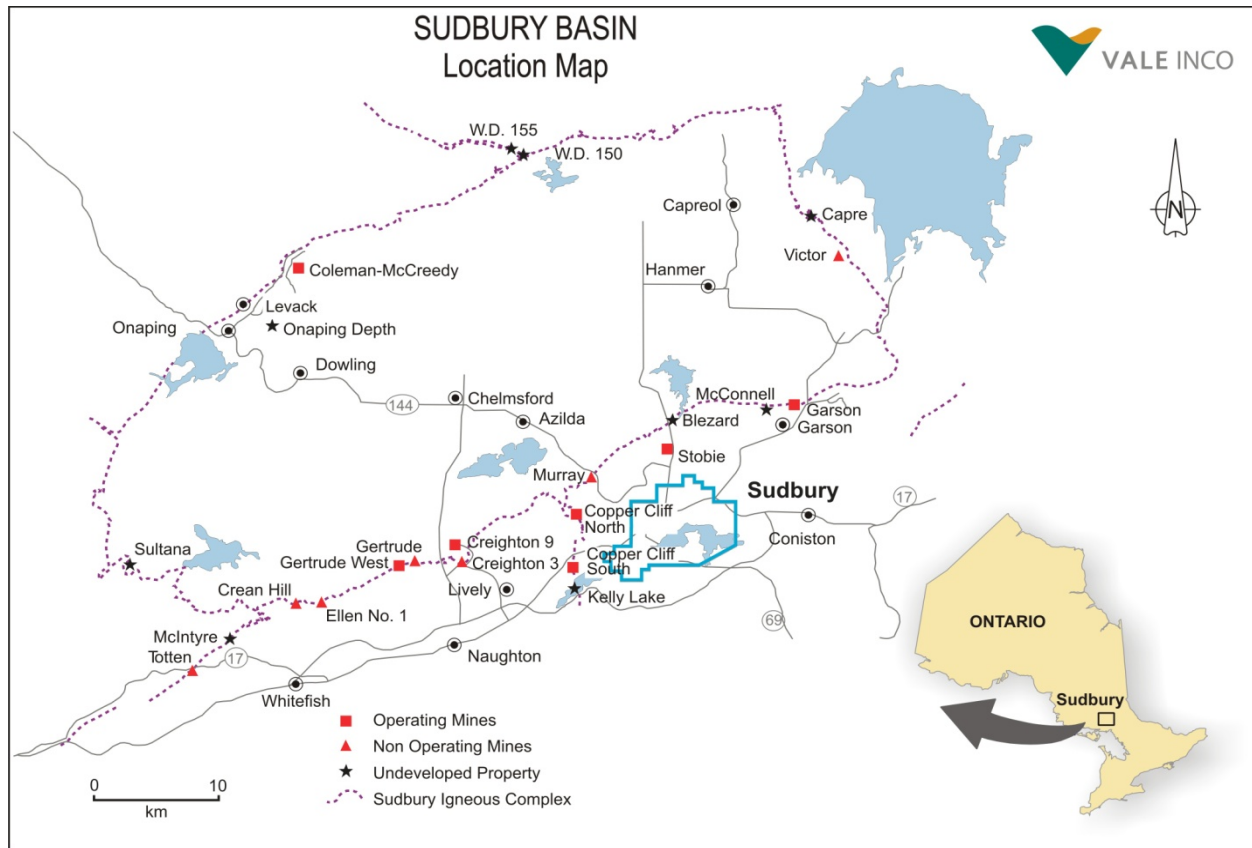 SUDBURY BASIN
Location Map
VALE INCO
W.D. 155
W.D. 150
Capreol
Capre
Victor
Coleman-McCreedy
Hanmer
Levack
Onaping
Onaping Depth
Dowling
144
Chelmsford
Azilda
McConnell
Blezard
Garson
Garson
Stobie
Murray
Sudbury
17
Copper Cliff
North
Coniston
Sultana
Gertrude
Gertrude West
Creighton 9
Creighton 3
Copper Cliff
South
Crean Hill
Ellen No. 1
Lively
Kelly Lake
69
McIntyre
Totten
17
Naughton
Whitefish
N
ONTARIO
Sudbury
Operating Mines
Non Operating Mines
Undeveloped Property
Sudbury Igneous Complex
0 10
km